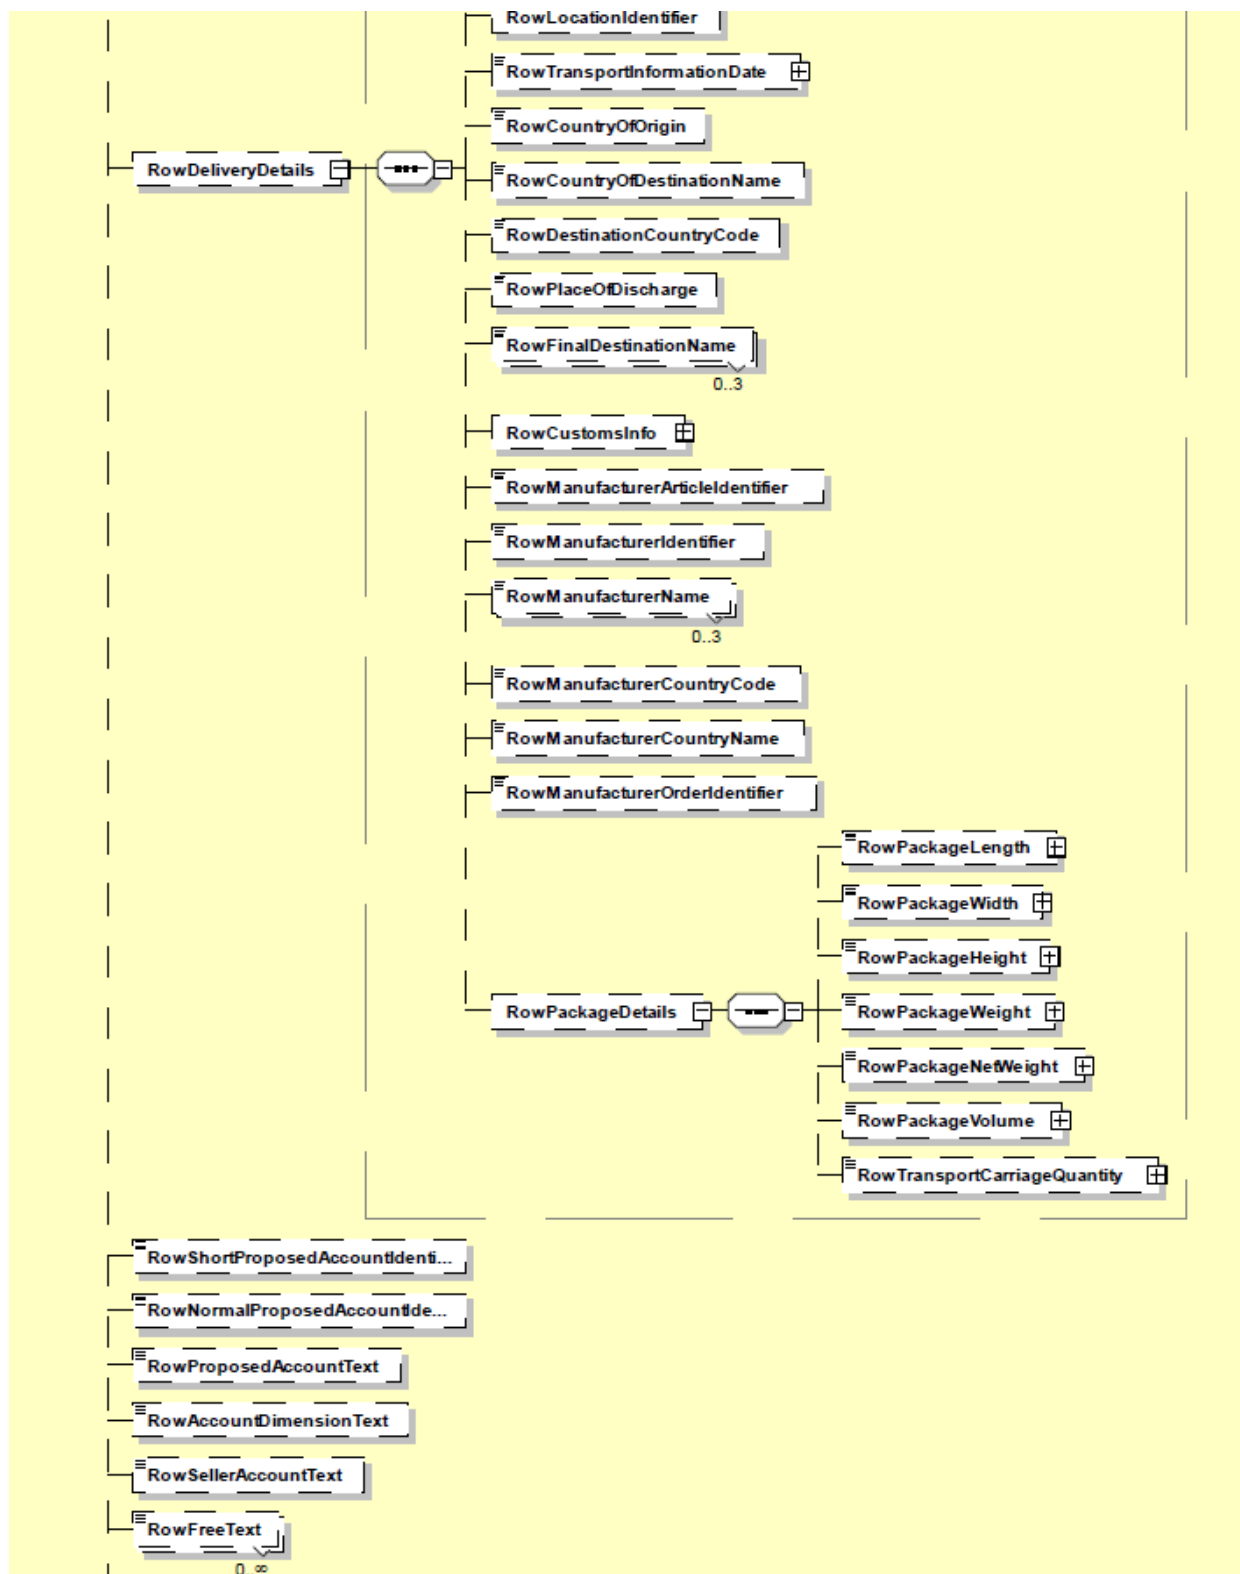 RowLocationIdentifier
RowTransportInformationDate
RowCountryOfOrigin
RowDeliveryDetails
RowCountryOfDestinationName
RowDestinationCountryCode
RowPlaceOfDischarge
RowFinalDestinationName
0..3
RowCustomsInfo
RowManufacturerArticleIdentifier
RowManufacturerIdentifier
RowManufacturerName
0..3
RowManufacturerCountryCode
RowManufacturerCountryName
RowManufacturerOrderIdentifier
RowPackageLength
RowPackageWidth
RowPackageHeight
RowPackageDetails
RowPackageWeight
RowPackageNetWeight
RowPackageVolume
RowTransportCarriageQuantity
RowShortProposedAccountIdenti...
RowNormalProposedAccountIde...
RowProposedAccountText
RowAccountDimensionText
RowSellerAccountText
RowFreeText
0..∞